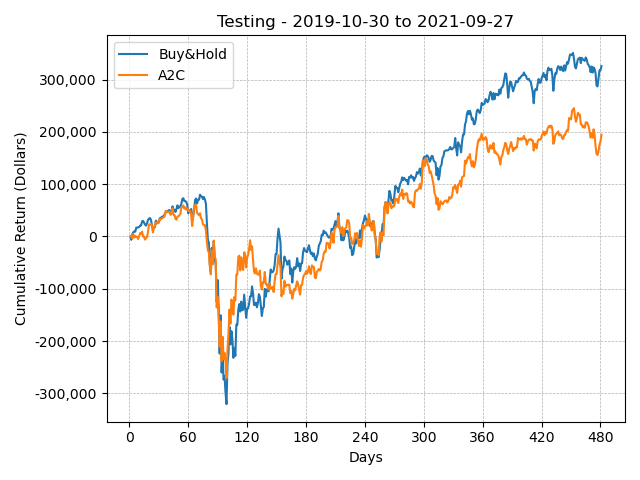 Testing - 2019-10-30 to 2021-09-27
Buy&Hold
A2C
Cumulative Return (Dollars)
300,000
200,000
100,000
0
-100,000
-200,000
-300,000
0 60 120 180 240 300 360 420 480
Days